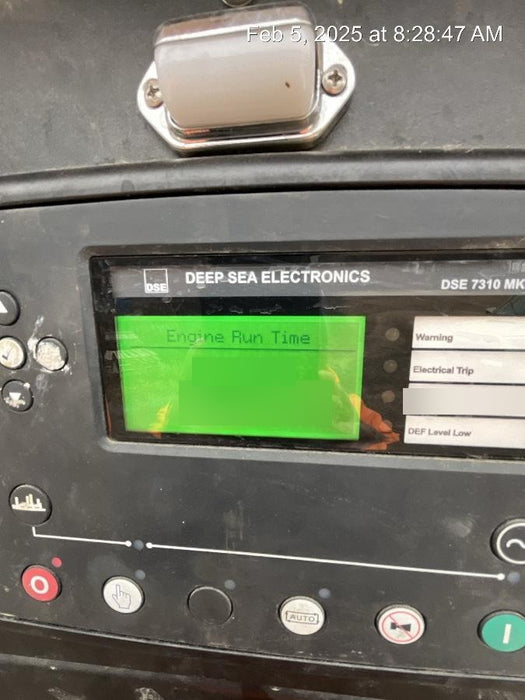 Feb 5, 2025 at 8:28:47 AM
DSE
DEEP SEA ELECTRONICS
DSE 7310 MK
Engine Run Time
Warning
Electrical Trip
DEF Level Low
O
AUTO
I